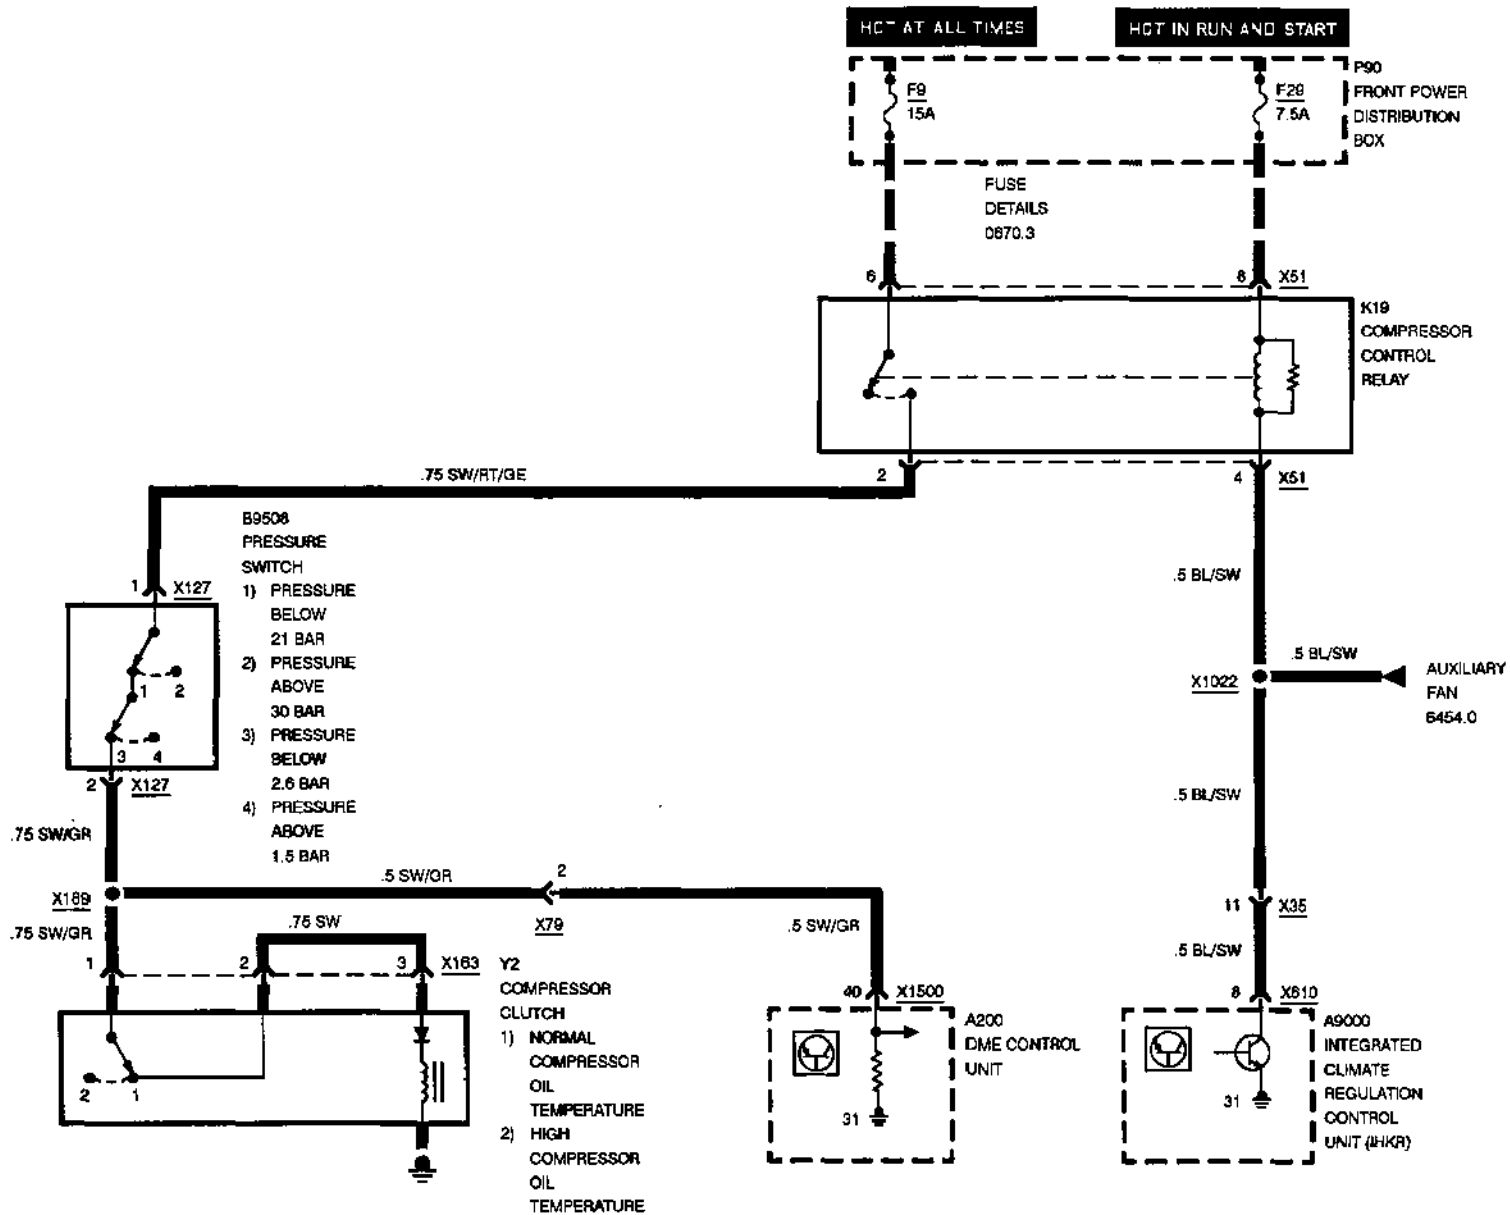 HOT AT ALL TIMES
HOT IN RUN AND START
F9
15A
F29
7.5A
P90
FRONT POWER
DISTRIBUTION
BOX
FUSE
DETAILS
0670.3
6
8
X51
K19
COMPRESSOR
CONTROL
RELAY
2
4
X51
.75 SW/RT/GE
.5 BL/SW
B9508
PRESSURE
SWITCH
1) PRESSURE
BELOW
21 BAR
2) PRESSURE
ABOVE
30 BAR
3) PRESSURE
BELOW
2.6 BAR
4) PRESSURE
ABOVE
1.5 BAR
1
X127
1
2
3
4
2
X127
X1022
.5 BL/SW
AUXILIARY
FAN
6454.0
.5 BL/SW
.75 SW/GR
X169
.5 SW/GR
2
X79
.75 SW/GR
.75 SW
.5 SW/GR
11
X35
.5 BL/SW
1
2
3
X163
Y2
COMPRESSOR
CLUTCH
1) NORMAL
COMPRESSOR
OIL
TEMPERATURE
2) HIGH
COMPRESSOR
OIL
TEMPERATURE
2
1
40
X1500
A200
DME CONTROL
UNIT
31
8
X610
A9000
INTEGRATED
CLIMATE
REGULATION
CONTROL
UNIT (IHKR)
31